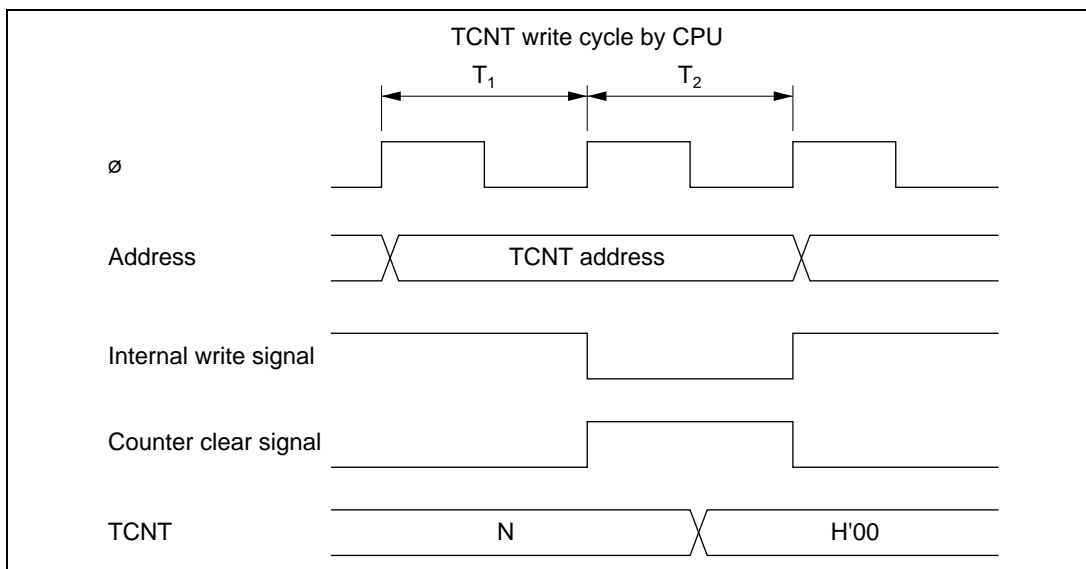 TCNT write cycle by CPU
T₁ T₂
ø
Address TCNT address
Internal write signal
Counter clear signal
TCNT N H'00